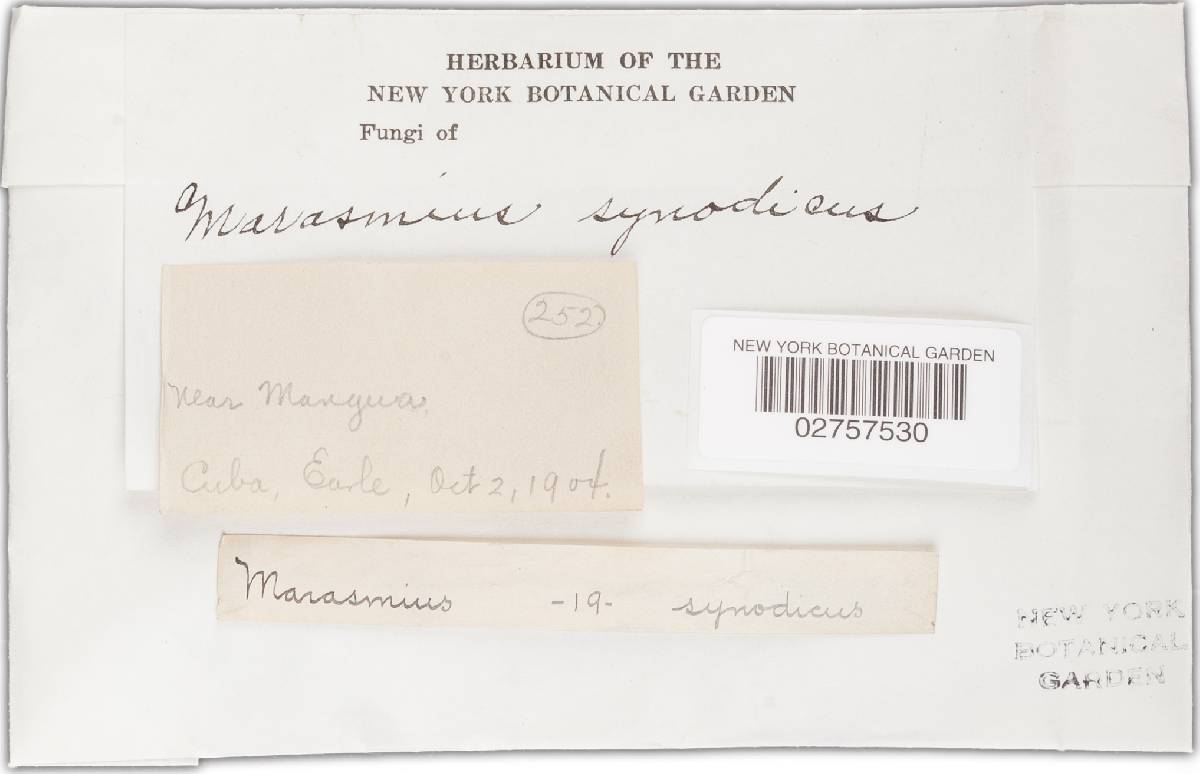 HERBARIUM OF THE
NEW YORK BOTANICAL GARDEN
Fungi of
Marasmius synodicus
252
Near Mangua,
Cuba, Earle, Oct 2, 1904.
NEW YORK BOTANICAL GARDEN
02757530
Marasmius -19- synodicus
NEW YORK
BOTANICAL
GARDEN